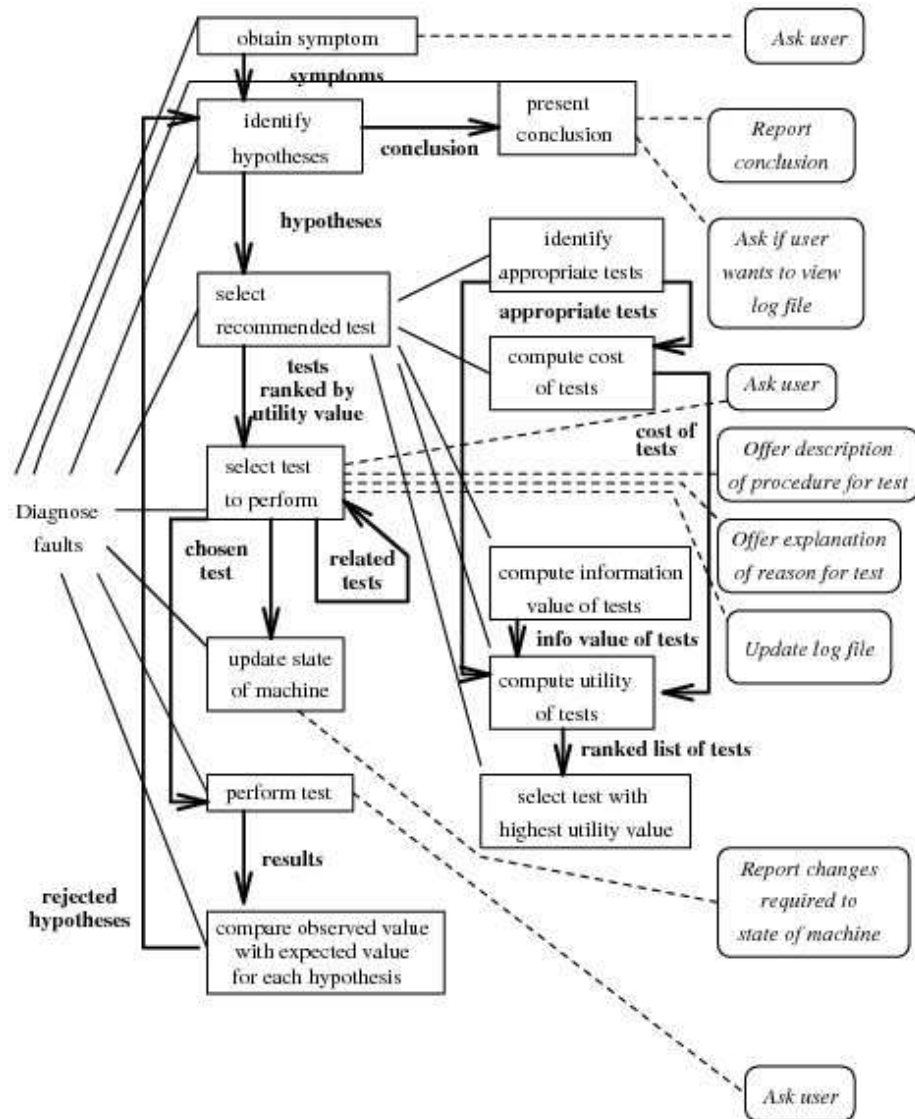 obtain symptom
Ask user
symptoms
identify
hypotheses
conclusion
present
conclusion
Report
conclusion
hypotheses
identify
appropriate tests
Ask if user
wants to view
log file
select
recommended test
appropriate tests
compute cost
of tests
tests
ranked by
utility value
Ask user
cost of
tests
select test
to perform
Offer description
of procedure for test
Diagnose
faults
chosen
test
related
tests
Offer explanation
of reason for test
compute information
value of tests
info value of tests
Update log file
update state
of machine
compute utility
of tests
ranked list of tests
perform test
select test with
highest utility value
results
rejected
hypotheses
Report changes
required to
state of machine
compare observed value
with expected value
for each hypothesis
Ask user